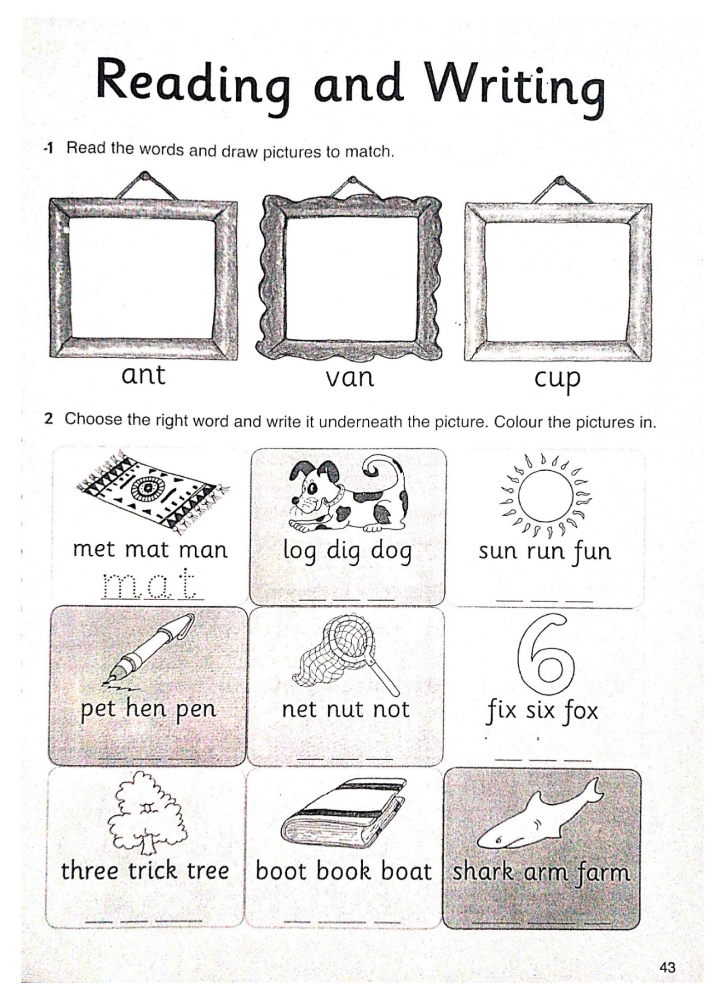 Reading and Writing
1 Read the words and draw pictures to match.
ant van cup
2 Choose the right word and write it underneath the picture. Colour the pictures in.
met mat man
mat
log dig dog
sun run fun
pet hen pen
net nut not
6
fix six fox
three trick tree
boot book boat
shark arm farm
43